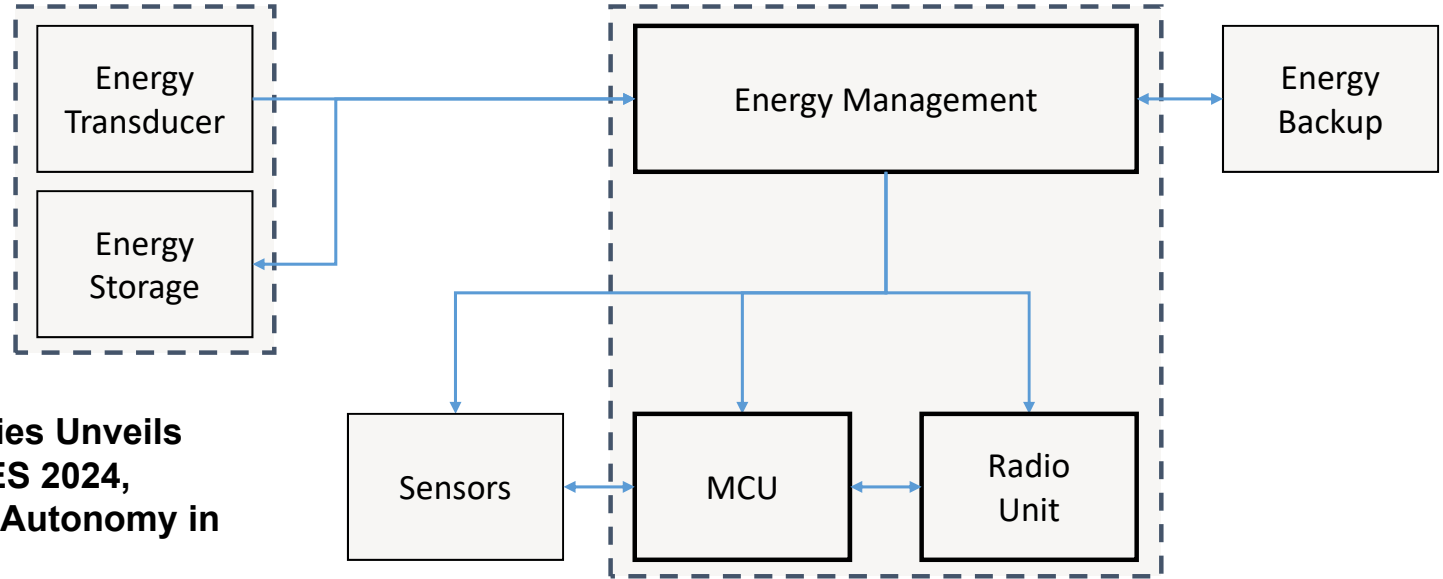 Energy
Transducer
Energy Management
Energy
Backup
Energy
Storage
ies Unveils
ES 2024,
Autonomy in
Sensors
MCU
Radio
Unit